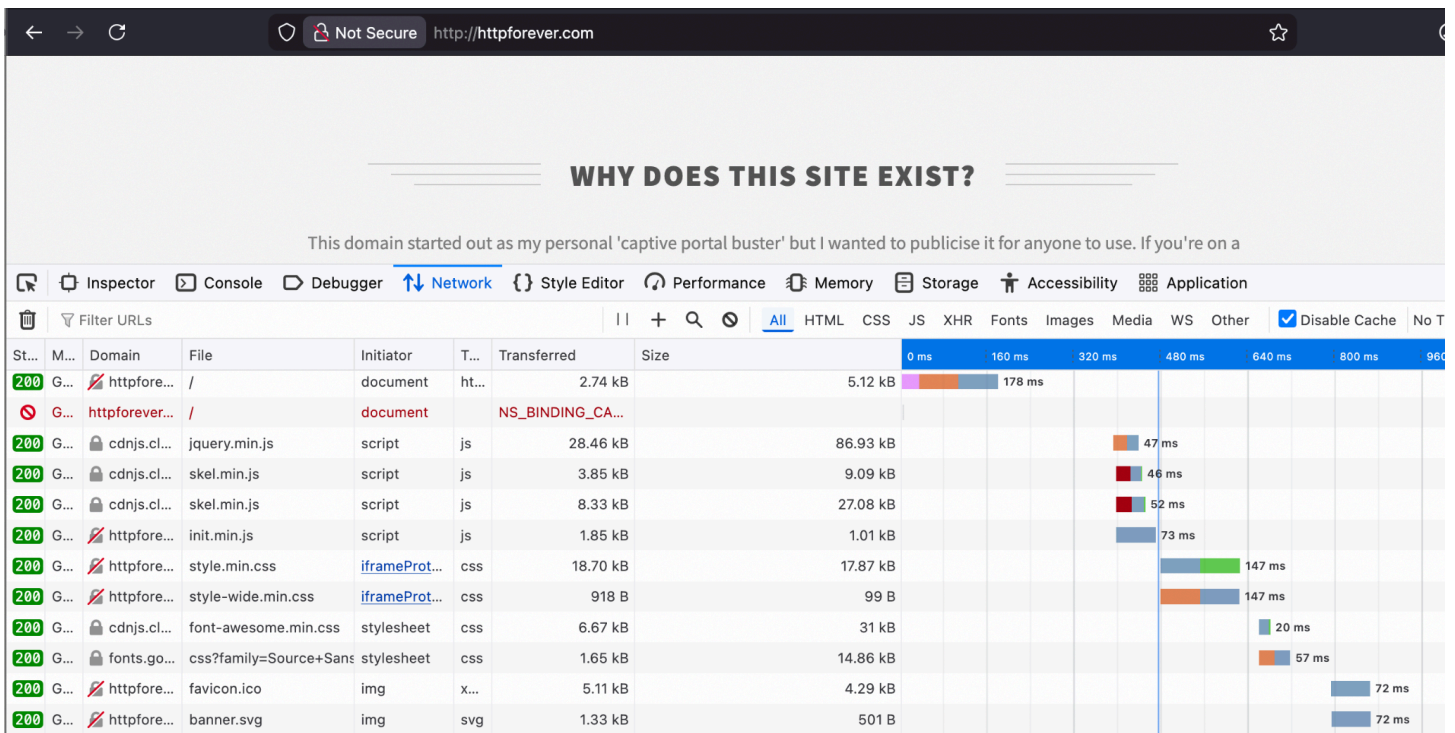 Not Secure http://httpforever.com
WHY DOES THIS SITE EXIST?
This domain started out as my personal 'captive portal buster' but I wanted to publicise it for anyone to use. If you're on a
Inspector Console Debugger Network Style Editor Performance Memory Storage Accessibility Application
Filter URLs All HTML CSS JS XHR Fonts Images Media WS Other Disable Cache No T
St... M... Domain File Initiator T... Transferred Size 0 ms 160 ms 320 ms 480 ms 640 ms 800 ms 960
200 G... httpfore... / document ht... 2.74 kB 5.12 kB 178 ms
G... httpforever... / document NS_BINDING_CA...
200 G... cdnjs.cl... jquery.min.js script js 28.46 kB 86.93 kB 47 ms
200 G... cdnjs.cl... skel.min.js script js 3.85 kB 9.09 kB 46 ms
200 G... cdnjs.cl... skel.min.js script js 8.33 kB 27.08 kB 52 ms
200 G... httpfore... init.min.js script js 1.85 kB 1.01 kB 73 ms
200 G... httpfore... style.min.css iframeProt... css 18.70 kB 17.87 kB 147 ms
200 G... httpfore... style-wide.min.css iframeProt... css 918 B 99 B 147 ms
200 G... cdnjs.cl... font-awesome.min.css stylesheet css 6.67 kB 31 kB 20 ms
200 G... fonts.go... css?family=Source+Sans stylesheet css 1.65 kB 14.86 kB 57 ms
200 G... httpfore... favicon.ico img x... 5.11 kB 4.29 kB 72 ms
200 G... httpfore... banner.svg img svg 1.33 kB 501 B 72 ms